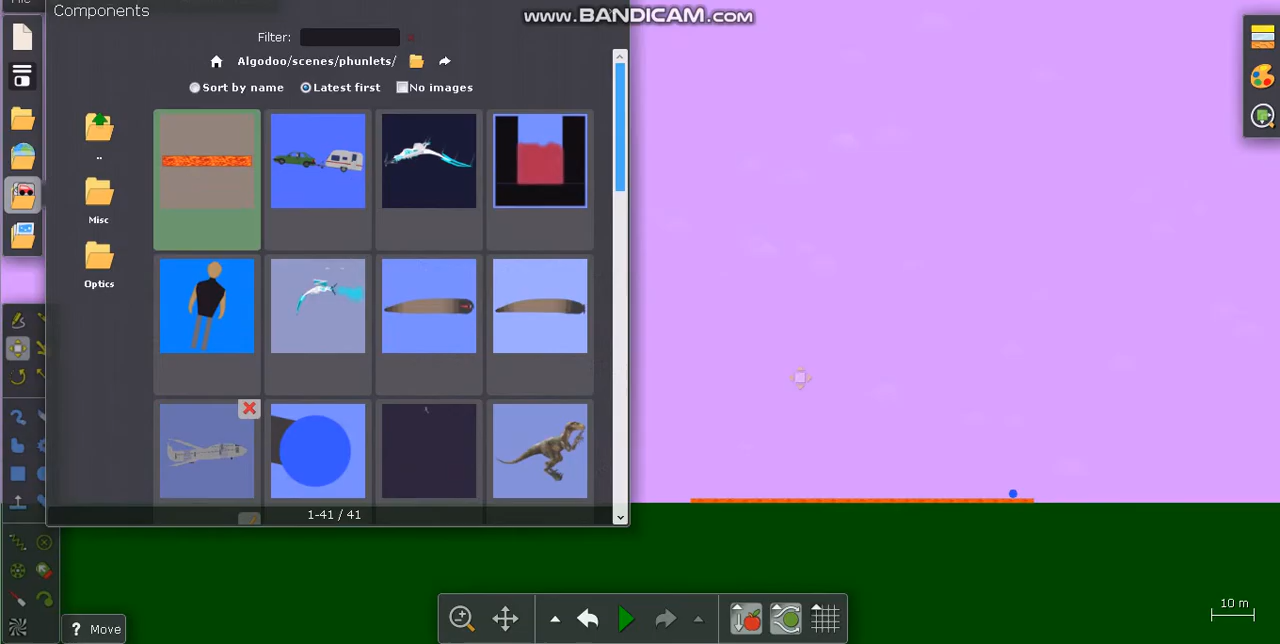 File
Components
www.BANDICAM.com
Filter:
Algodoo/scenes/phunlets/
Sort by name
Latest first
No images
..
Misc
Optics
1-41 / 41
10 m
? Move